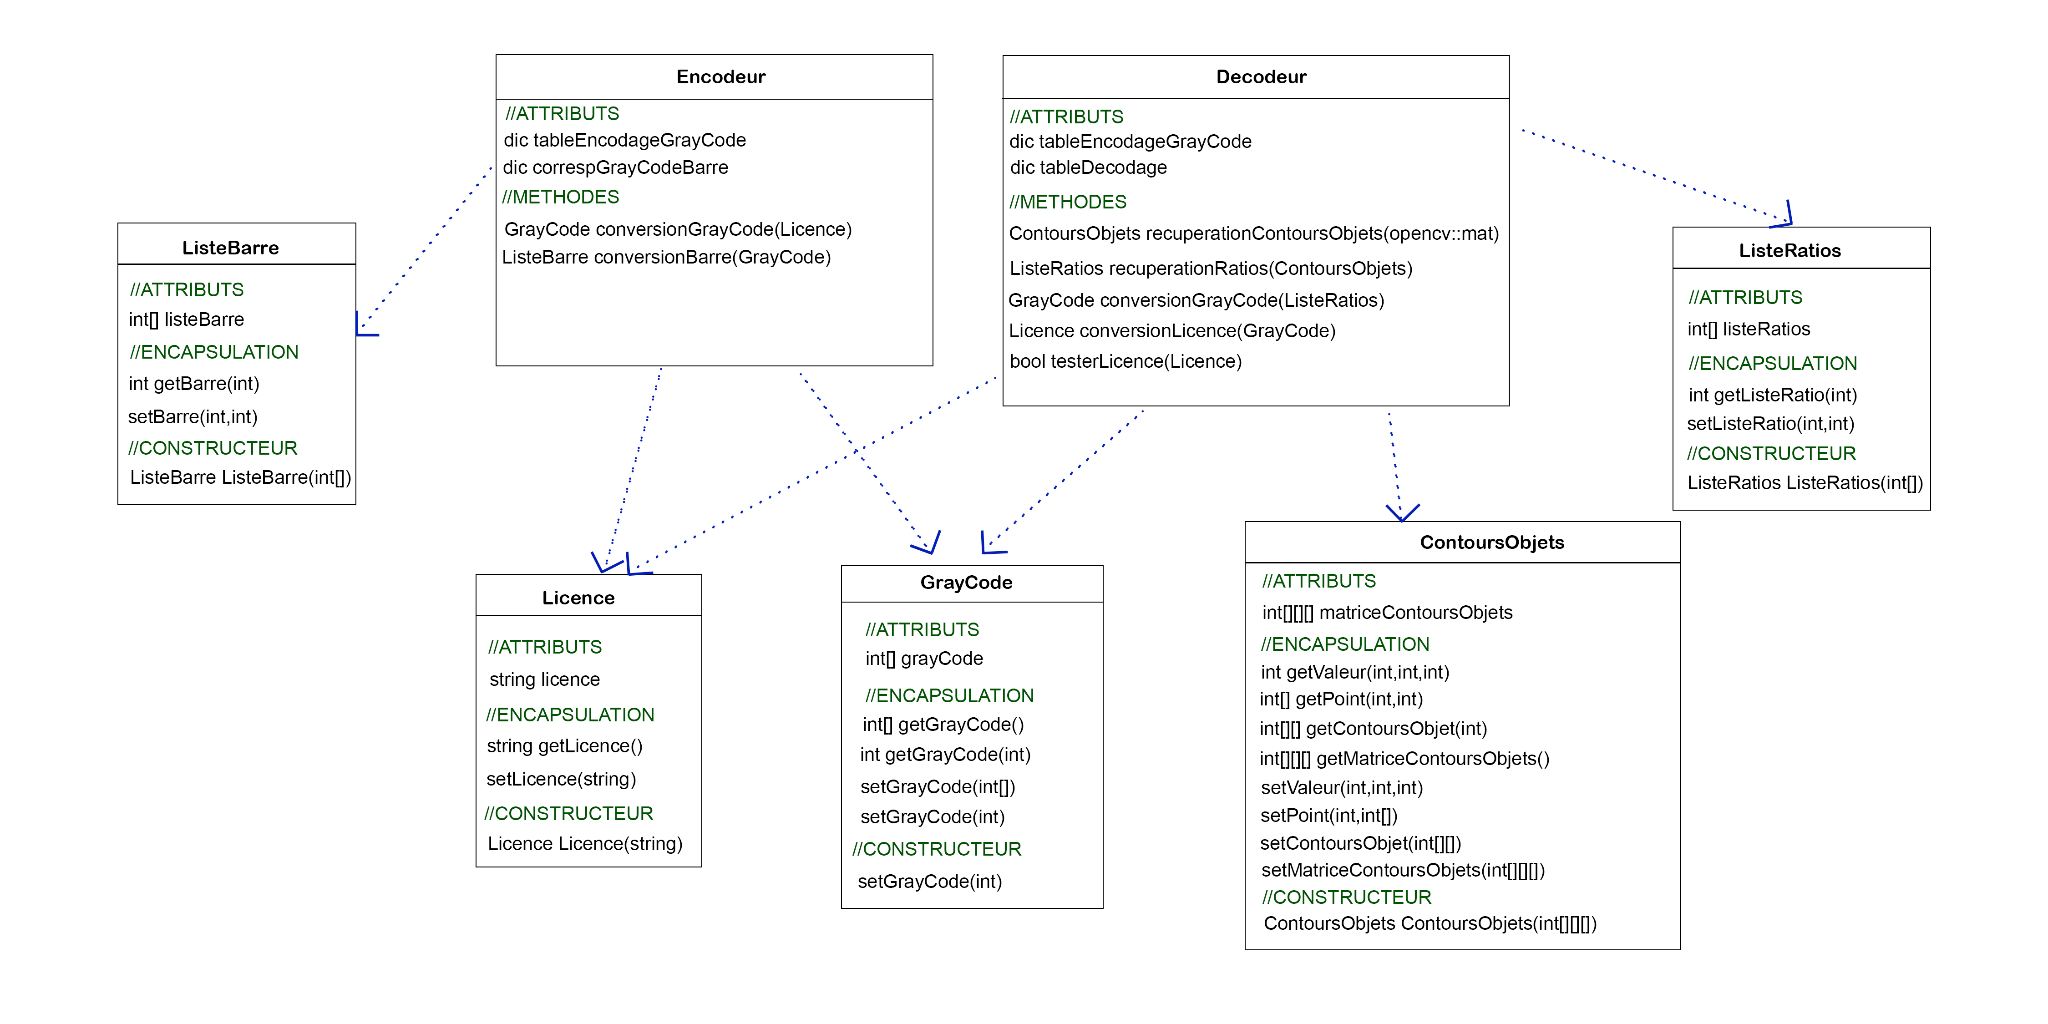 Encodeur
//ATTRIBUTS
dic tableEncodageGrayCode
dic correspGrayCodeBarre
//METHODES
GrayCode conversionGrayCode(Licence)
ListeBarre conversionBarre(GrayCode)
Decodeur
//ATTRIBUTS
dic tableEncodageGrayCode
dic tableDecodage
//METHODES
ContoursObjets recuperationContoursObjets(opencv::mat)
ListeRatios recuperationRatios(ContoursObjets)
GrayCode conversionGrayCode(ListeRatios)
Licence conversionLicence(GrayCode)
bool testerLicence(Licence)
ListeBarre
//ATTRIBUTS
int[] listeBarre
//ENCAPSULATION
int getBarre(int)
setBarre(int,int)
//CONSTRUCTEUR
ListeBarre ListeBarre(int[])
ListeRatios
//ATTRIBUTS
int[] listeRatios
//ENCAPSULATION
int getListeRatio(int)
setListeRatio(int,int)
//CONSTRUCTEUR
ListeRatios ListeRatios(int[])
Licence
//ATTRIBUTS
string licence
//ENCAPSULATION
string getLicence()
setLicence(string)
//CONSTRUCTEUR
Licence Licence(string)
GrayCode
//ATTRIBUTS
int[] grayCode
//ENCAPSULATION
int[] getGrayCode()
int getGrayCode(int)
setGrayCode(int[])
setGrayCode(int)
//CONSTRUCTEUR
setGrayCode(int)
ContoursObjets
//ATTRIBUTS
int[][][] matriceContoursObjets
//ENCAPSULATION
int getValeur(int,int,int)
int[] getPoint(int,int)
int[][] getContoursObjet(int)
int[][][] getMatriceContoursObjets()
setValeur(int,int,int)
setPoint(int,int[])
setContoursObjet(int[][])
setMatriceContoursObjets(int[][][])
//CONSTRUCTEUR
ContoursObjets ContoursObjets(int[][][])